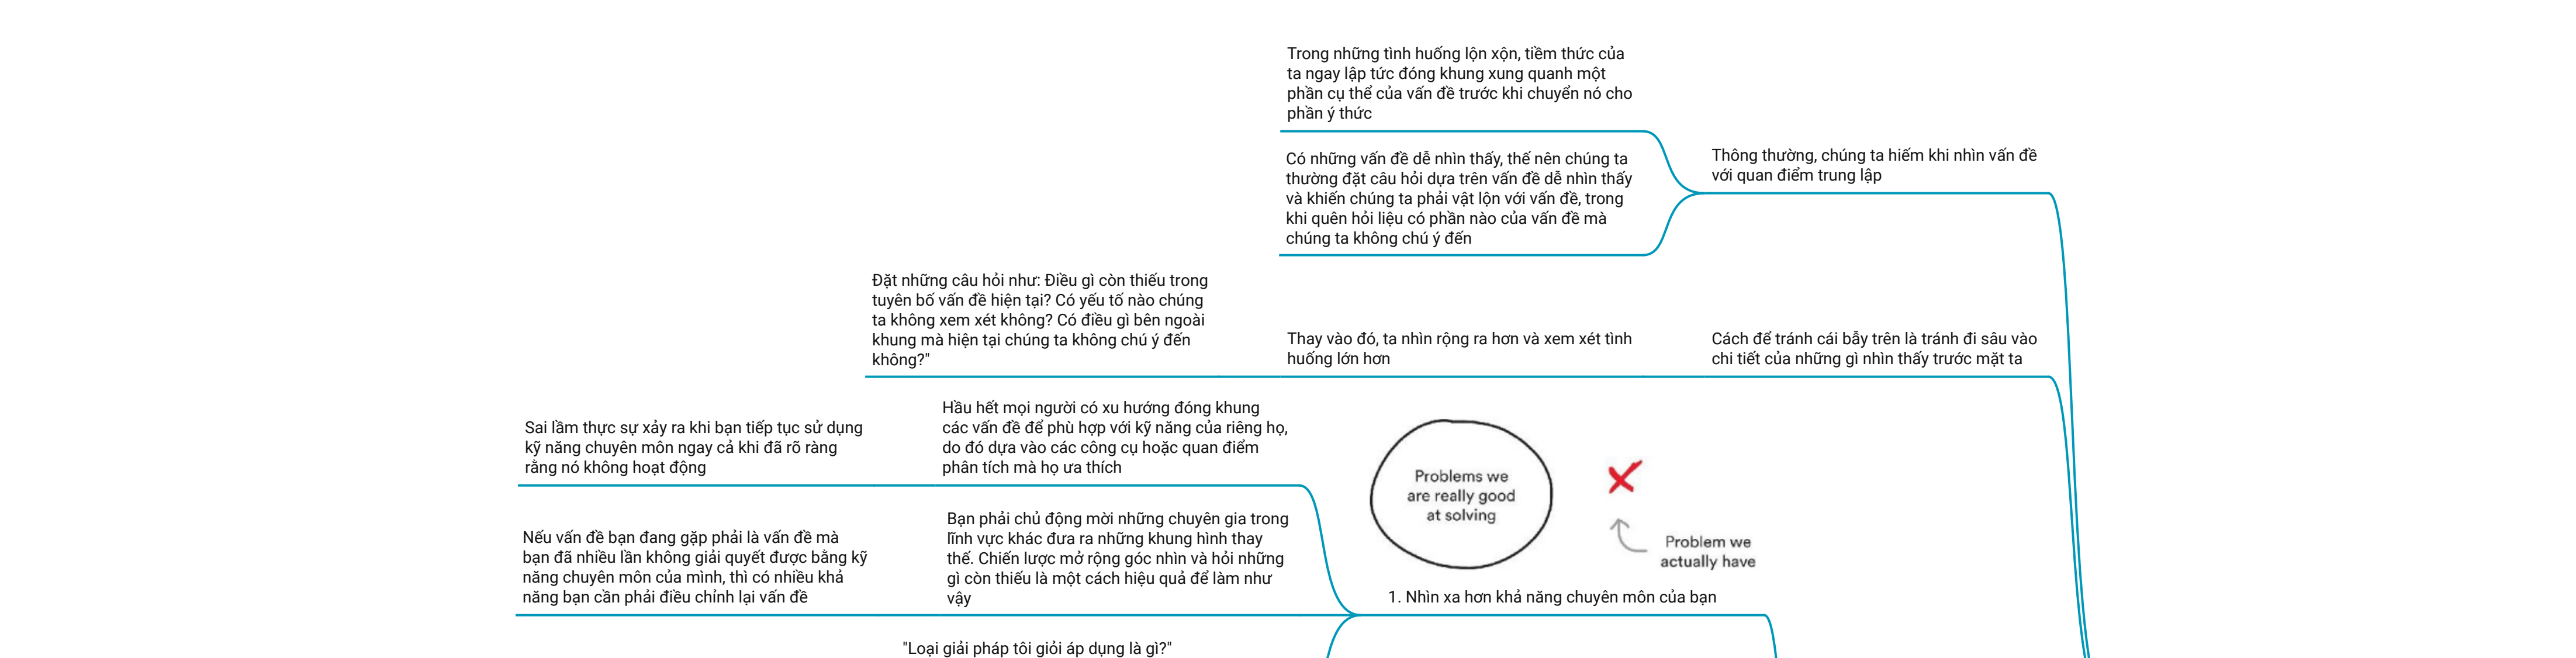 Trong những tình huống lộn xộn, tiềm thức của
ta ngay lập tức đóng khung xung quanh một
phần cụ thể của vấn đề trước khi chuyển nó cho
phần ý thức
Thông thường, chúng ta hiếm khi nhìn vấn đề
với quan điểm trung lập
Có những vấn đề dễ nhìn thấy, thế nên chúng ta
thường đặt câu hỏi dựa trên vấn đề dễ nhìn thấy
và khiến chúng ta phải vật lộn với vấn đề, trong
khi quên hỏi liệu có phần nào của vấn đề mà
chúng ta không chú ý đến
Đặt những câu hỏi như: Điều gì còn thiếu trong
tuyên bố vấn đề hiện tại? Có yếu tố nào chúng
ta không xem xét không? Có điều gì bên ngoài
khung mà hiện tại chúng ta không chú ý đến
không?"
Thay vào đó, ta nhìn rộng ra hơn và xem xét tình
huống lớn hơn
Cách để tránh cái bẫy trên là tránh đi sâu vào
chi tiết của những gì nhìn thấy trước mặt ta
Sai lầm thực sự xảy ra khi bạn tiếp tục sử dụng
kỹ năng chuyên môn ngay cả khi đã rõ ràng
rằng nó không hoạt động
Hầu hết mọi người có xu hướng đóng khung
các vấn đề để phù hợp với kỹ năng của riêng họ,
do đó dựa vào các công cụ hoặc quan điểm
phân tích mà họ ưa thích
Problems we
are really good
at solving
Problem we
actually have
Nếu vấn đề bạn đang gặp phải là vấn đề mà
bạn đã nhiều lần không giải quyết được bằng kỹ
năng chuyên môn của mình, thì có nhiều khả
năng bạn cần phải điều chỉnh lại vấn đề
Bạn phải chủ động mời những chuyên gia trong
lĩnh vực khác đưa ra những khung hình thay
thế. Chiến lược mở rộng góc nhìn và hỏi những
gì còn thiếu là một cách hiệu quả để làm như
vậy
1. Nhìn xa hơn khả năng chuyên môn của bạn
"Loại giải pháp tôi giỏi áp dụng là gì?"